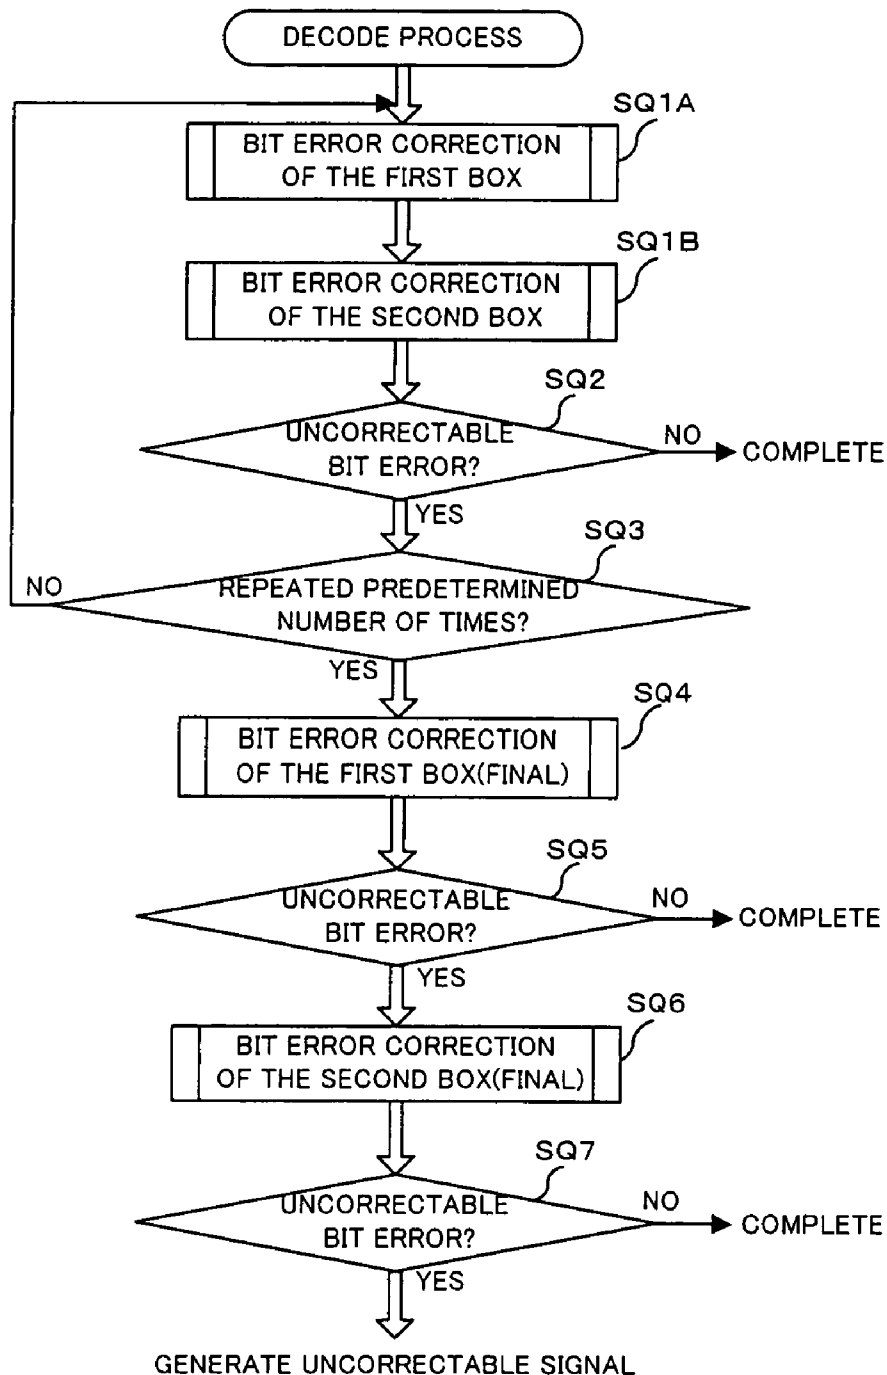 DECODE PROCESS
SQ1A
BIT ERROR CORRECTION
OF THE FIRST BOX
SQ1B
BIT ERROR CORRECTION
OF THE SECOND BOX
SQ2
UNCORRECTABLE
BIT ERROR?
NO
COMPLETE
YES
SQ3
NO
REPEATED PREDETERMINED
NUMBER OF TIMES?
YES
SQ4
BIT ERROR CORRECTION
OF THE FIRST BOX(FINAL)
SQ5
UNCORRECTABLE
BIT ERROR?
NO
COMPLETE
YES
SQ6
BIT ERROR CORRECTION
OF THE SECOND BOX(FINAL)
SQ7
UNCORRECTABLE
BIT ERROR?
NO
COMPLETE
YES
GENERATE UNCORRECTABLE SIGNAL